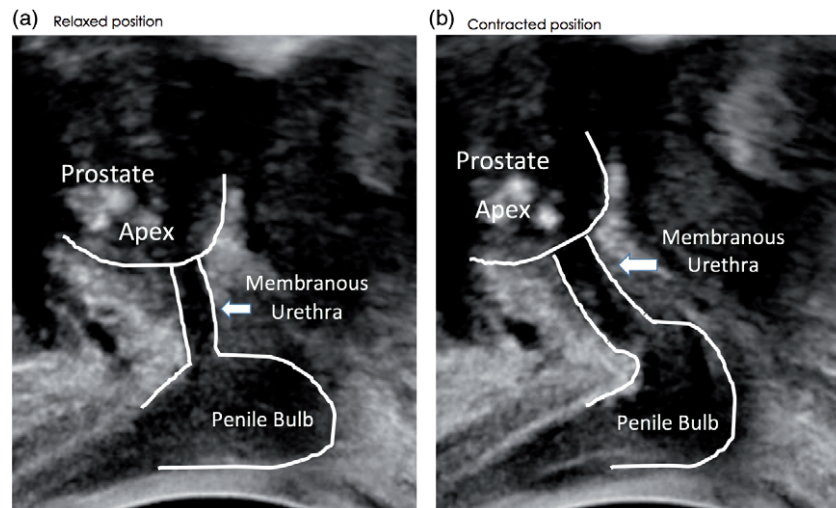 (a) Relaxed position
Prostate
Apex
Membranous
Urethra
Penile Bulb
(b) Contracted position
Prostate
Apex
Membranous
Urethra
Penile Bulb